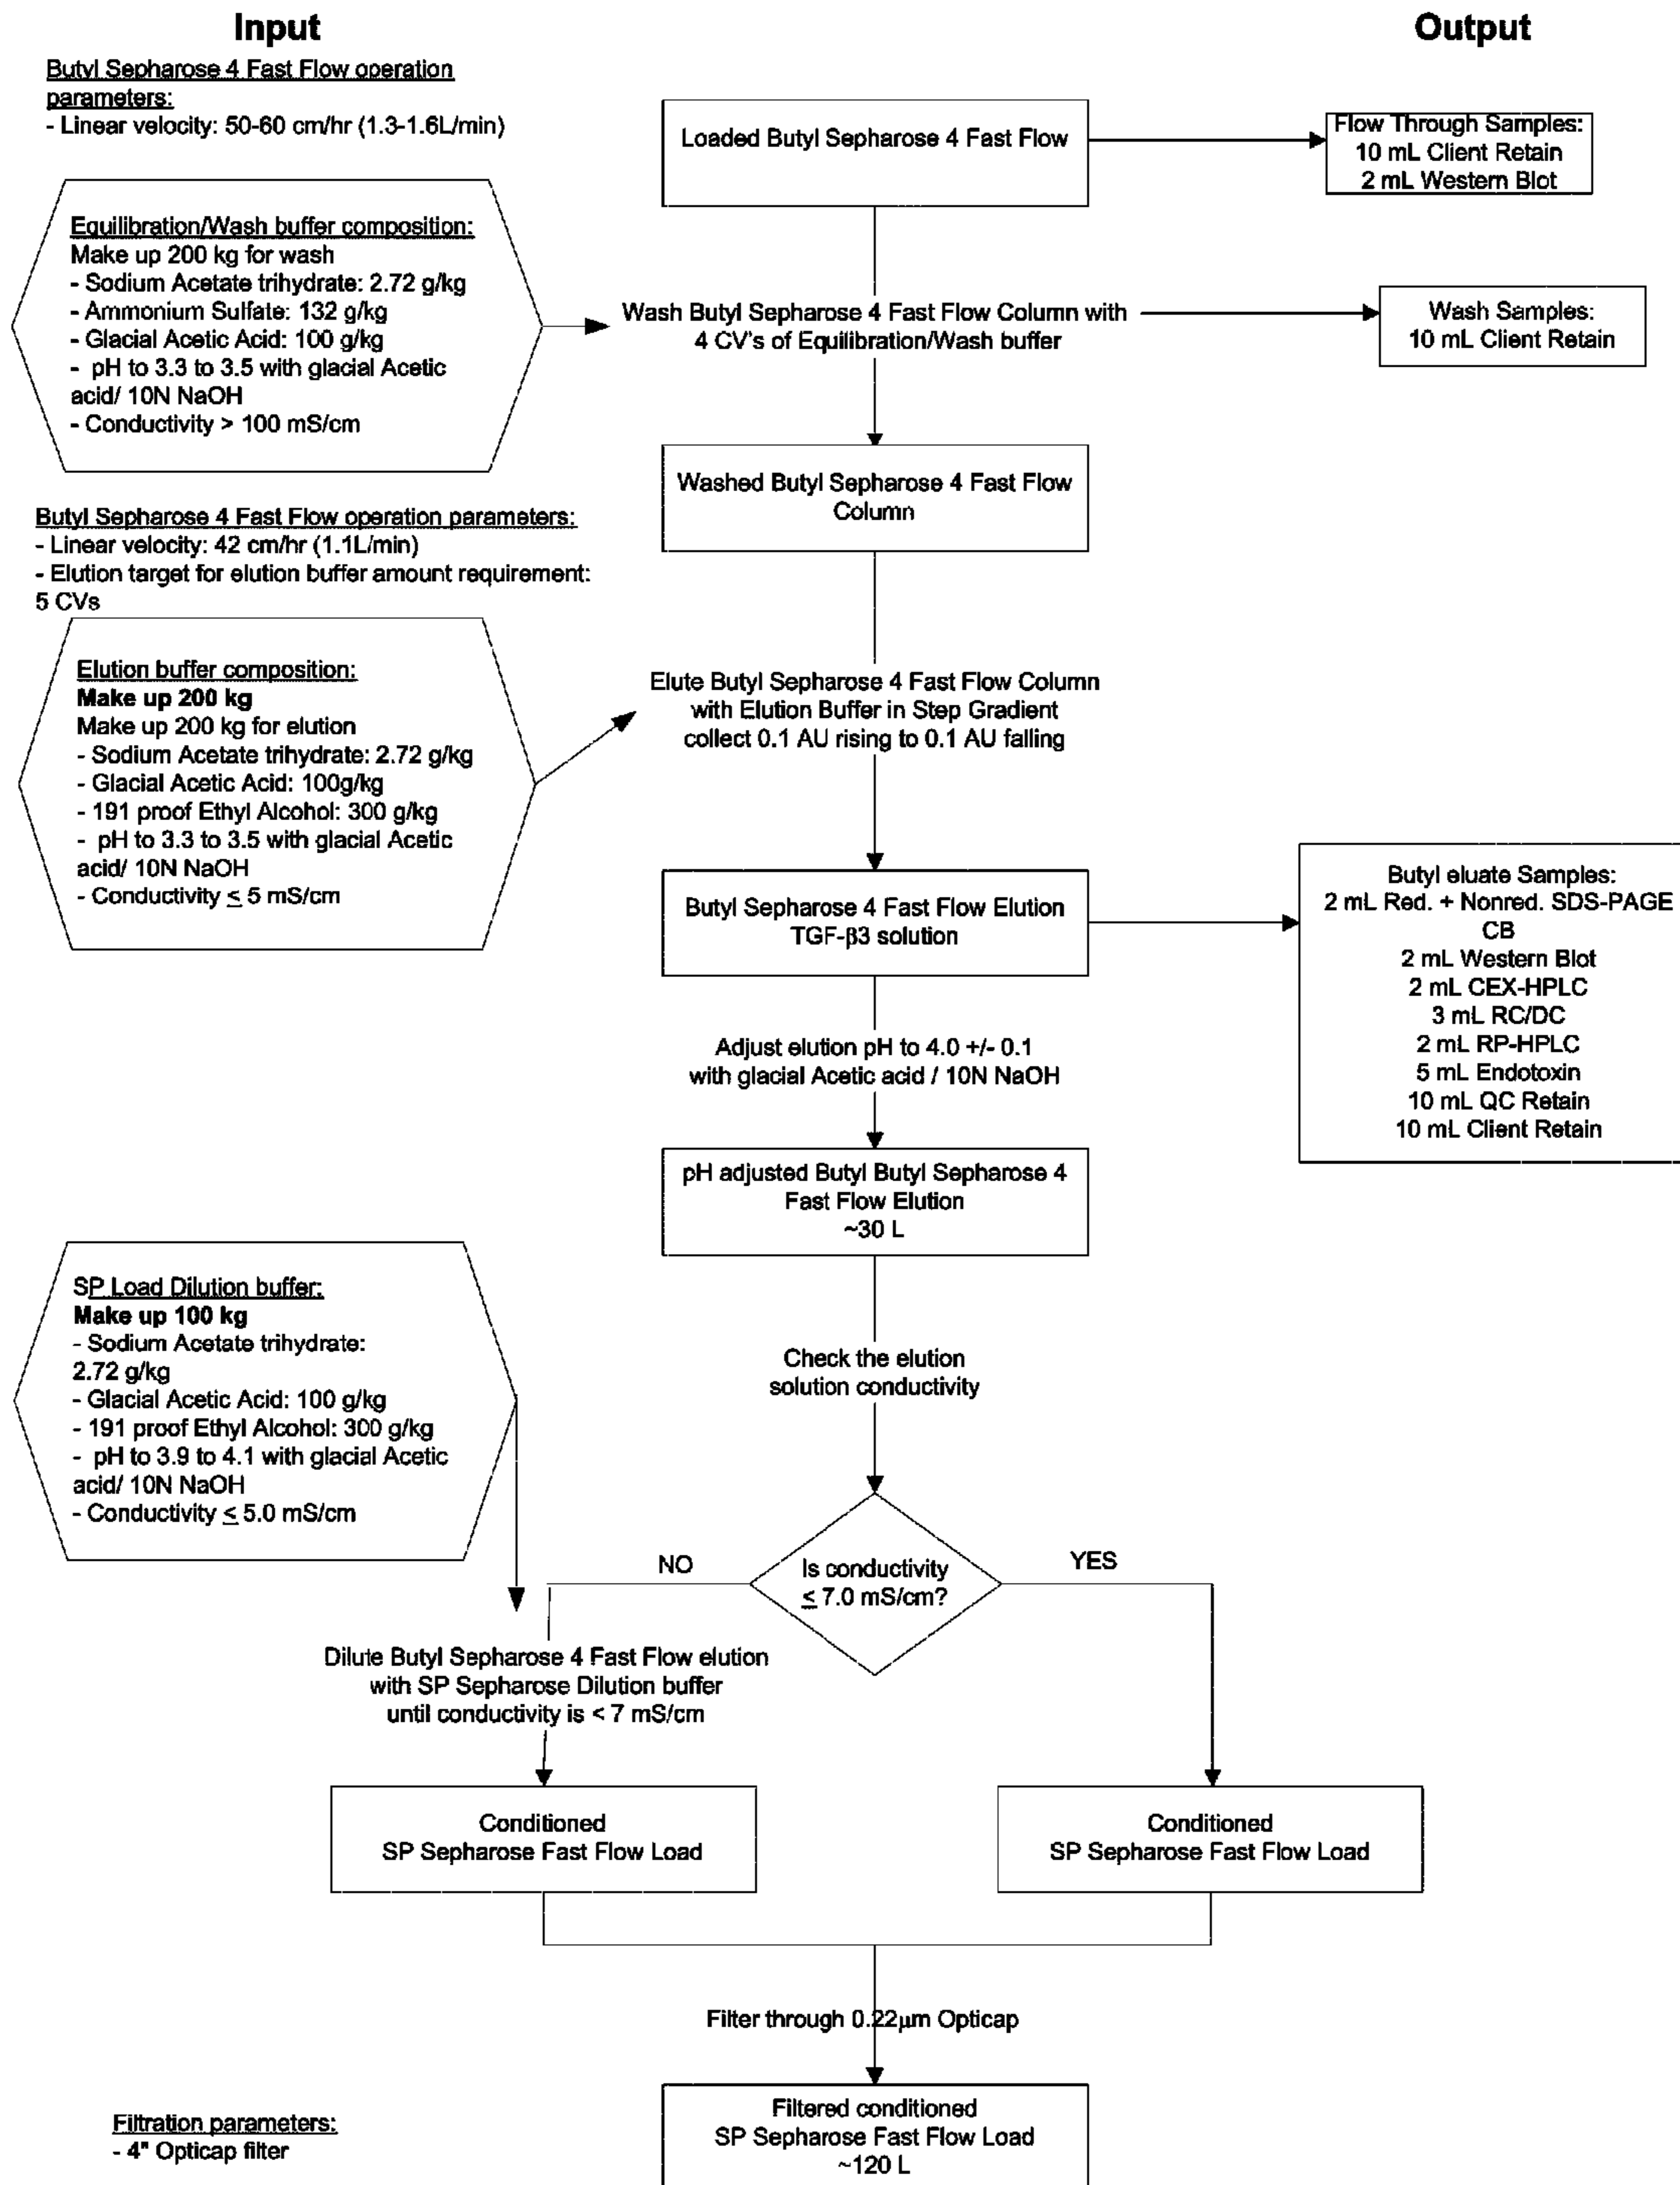 Input
Output
Butyl Sepharose 4 Fast Flow operation
parameters:
- Linear velocity: 50-60 cm/hr (1.3-1.6L/min)
Loaded Butyl Sepharose 4 Fast Flow
Flow Through Samples:
10 mL Client Retain
2 mL Western Blot
Equilibration/Wash buffer composition:
Make up 200 kg for wash
- Sodium Acetate trihydrate: 2.72 g/kg
- Ammonium Sulfate: 132 g/kg
- Glacial Acetic Acid: 100 g/kg
- pH to 3.3 to 3.5 with glacial Acetic
acid/ 10N NaOH
- Conductivity > 100 mS/cm
Wash Butyl Sepharose 4 Fast Flow Column with
4 CV's of Equilibration/Wash buffer
Wash Samples:
10 mL Client Retain
Washed Butyl Sepharose 4 Fast Flow
Column
Butyl Sepharose 4 Fast Flow operation parameters:
- Linear velocity: 42 cm/hr (1.1L/min)
- Elution target for elution buffer amount requirement:
5 CVs
Elution buffer composition:
Make up 200 kg
Make up 200 kg for elution
- Sodium Acetate trihydrate: 2.72 g/kg
- Glacial Acetic Acid: 100g/kg
- 191 proof Ethyl Alcohol: 300 g/kg
- pH to 3.3 to 3.5 with glacial Acetic
acid/ 10N NaOH
- Conductivity ≤ 5 mS/cm
Elute Butyl Sepharose 4 Fast Flow Column
with Elution Buffer in Step Gradient
collect 0.1 AU rising to 0.1 AU falling
Butyl Sepharose 4 Fast Flow Elution
TGF-β3 solution
Butyl eluate Samples:
2 mL Red. + Nonred. SDS-PAGE
CB
2 mL Western Blot
2 mL CEX-HPLC
3 mL RC/DC
2 mL RP-HPLC
5 mL Endotoxin
10 mL QC Retain
10 mL Client Retain
Adjust elution pH to 4.0 +/- 0.1
with glacial Acetic acid / 10N NaOH
pH adjusted Butyl Butyl Sepharose 4
Fast Flow Elution
~30 L
SP Load Dilution buffer:
Make up 100 kg
- Sodium Acetate trihydrate:
2.72 g/kg
- Glacial Acetic Acid: 100 g/kg
- 191 proof Ethyl Alcohol: 300 g/kg
- pH to 3.9 to 4.1 with glacial Acetic
acid/ 10N NaOH
- Conductivity ≤ 5.0 mS/cm
Check the elution
solution conductivity
NO
Is conductivity
≤ 7.0 mS/cm?
YES
Dilute Butyl Sepharose 4 Fast Flow elution
with SP Sepharose Dilution buffer
until conductivity is < 7 mS/cm
Conditioned
SP Sepharose Fast Flow Load
Conditioned
SP Sepharose Fast Flow Load
Filter through 0.22μm Opticap
Filtration parameters:
- 4" Opticap filter
Filtered conditioned
SP Sepharose Fast Flow Load
~120 L